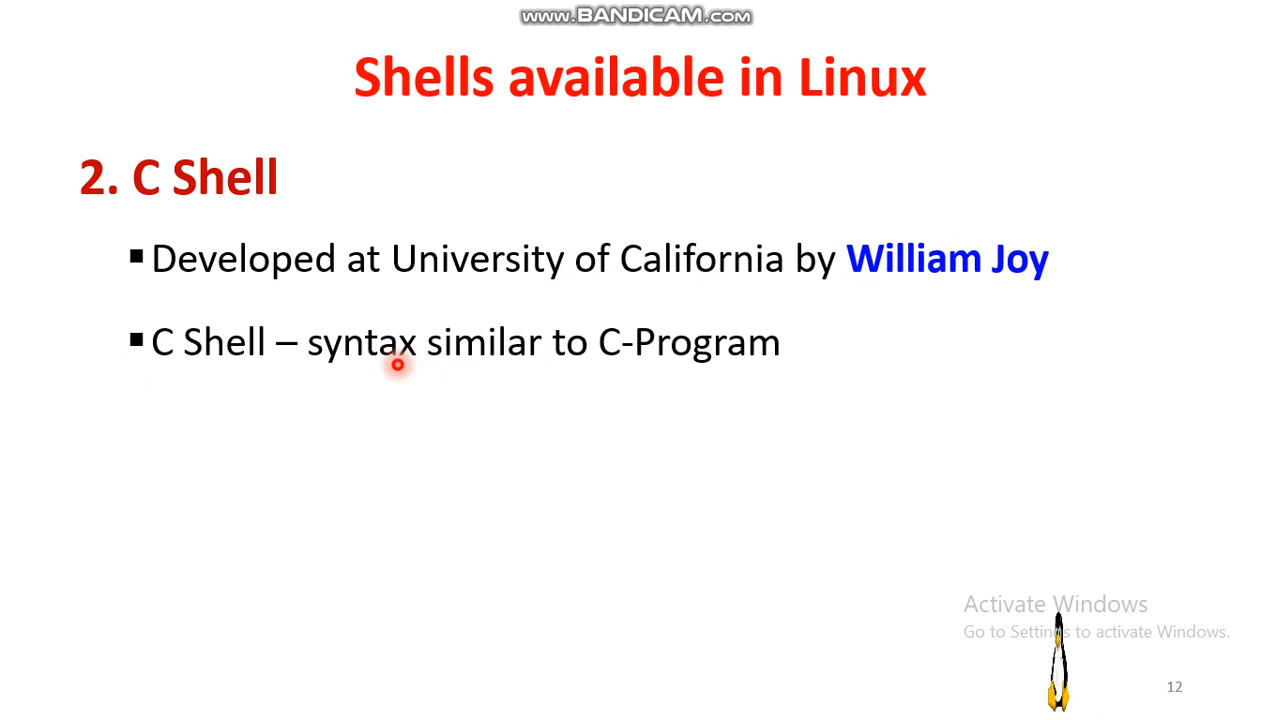 www.BANDICAM.com
Shells available in Linux
2. C Shell
▪ Developed at University of California by William Joy
▪ C Shell – syntax similar to C-Program
Activate Windows
Go to Settings to activate Windows.
12